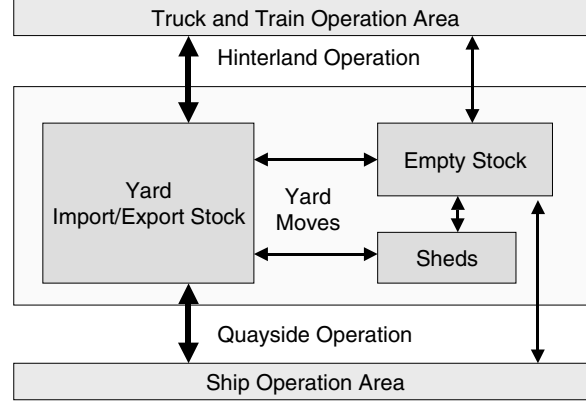 Truck and Train Operation Area
Hinterland Operation
Yard
Import/Export Stock
Empty Stock
Yard
Moves
Sheds
Quayside Operation
Ship Operation Area